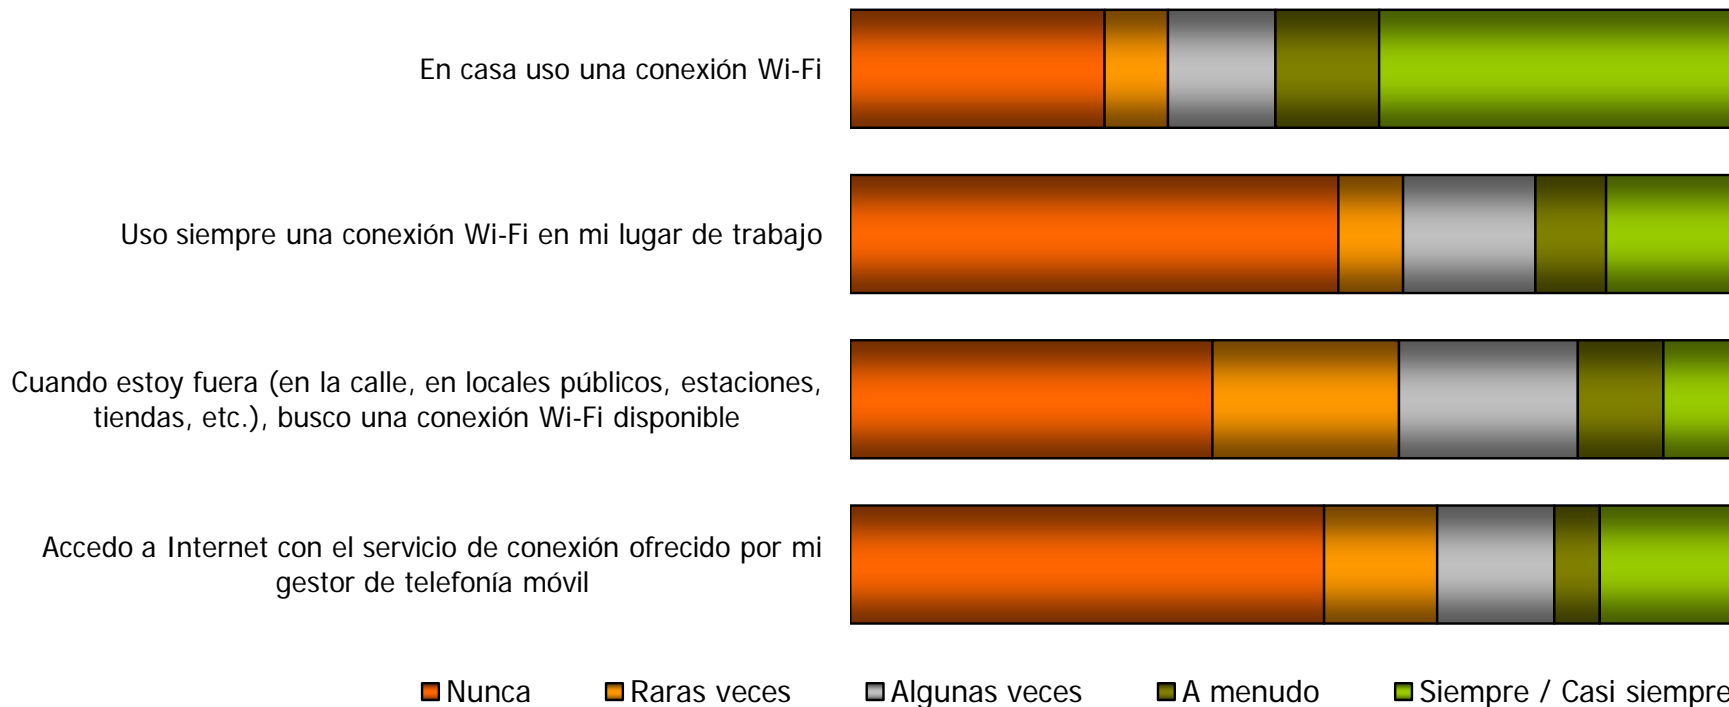 En casa uso una conexión Wi-Fi
Uso siempre una conexión Wi-Fi en mi lugar de trabajo
Cuando estoy fuera (en la calle, en locales públicos, estaciones,
tiendas, etc.), busco una conexión Wi-Fi disponible
Accedo a Internet con el servicio de conexión ofrecido por mi
gestor de telefonía móvil
Nunca Raras veces Algunas veces A menudo Siempre / Casi siempre